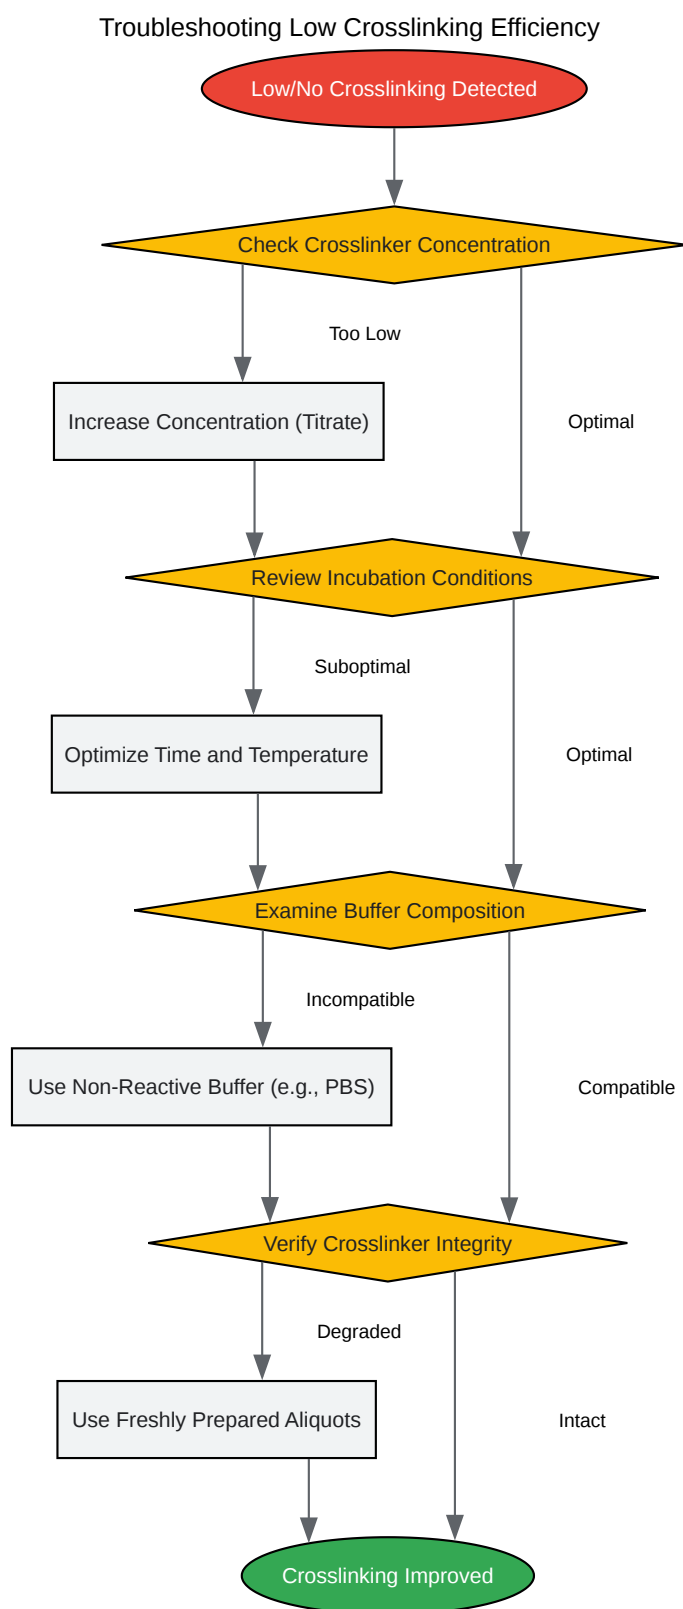 Troubleshooting Low Crosslinking Efficiency
Low/No Crosslinking Detected
Check Crosslinker Concentration
Too Low
Increase Concentration (Titrate)
Optimal
Review Incubation Conditions
Suboptimal
Optimize Time and Temperature
Optimal
Examine Buffer Composition
Incompatible
Use Non-Reactive Buffer (e.g., PBS)
Compatible
Verify Crosslinker Integrity
Degraded
Use Freshly Prepared Aliquots
Intact
Crosslinking Improved